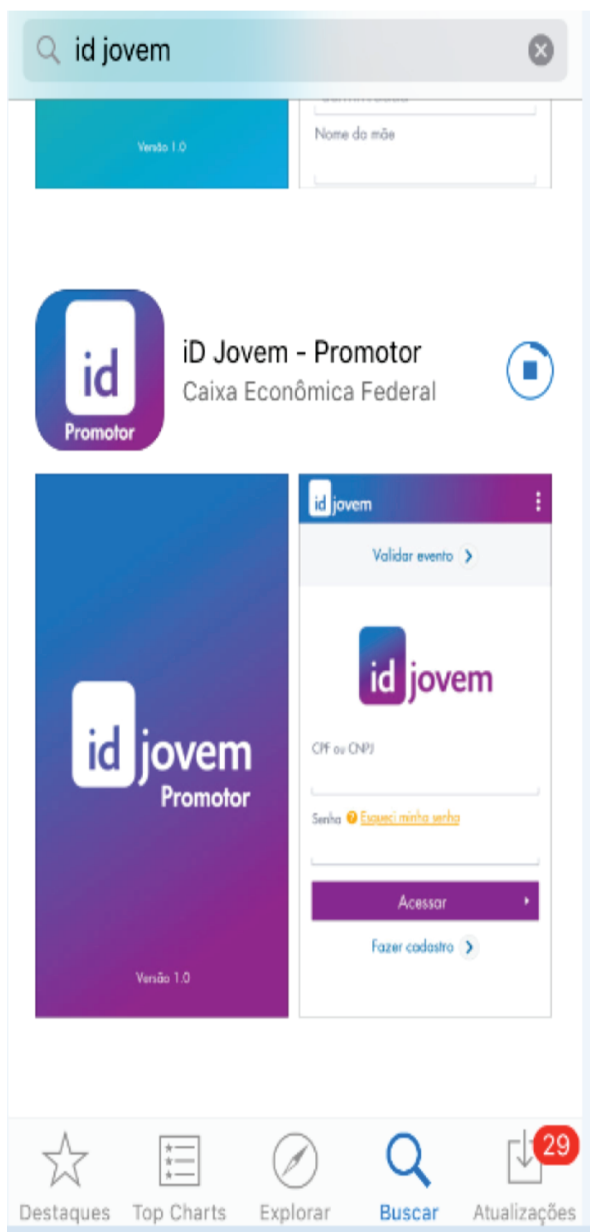 id jovem
Versão 1.0
Nome da mãe
id
Promotor
iD Jovem - Promotor
Caixa Econômica Federal
id jovem
Promotor
Versão 1.0
id jovem
Validar evento
id jovem
CPF ou CNPJ
Senha ? Esqueci minha senha
Acessar
Fazer cadastro
29
Destaques Top Charts Explorar Buscar Atualizações